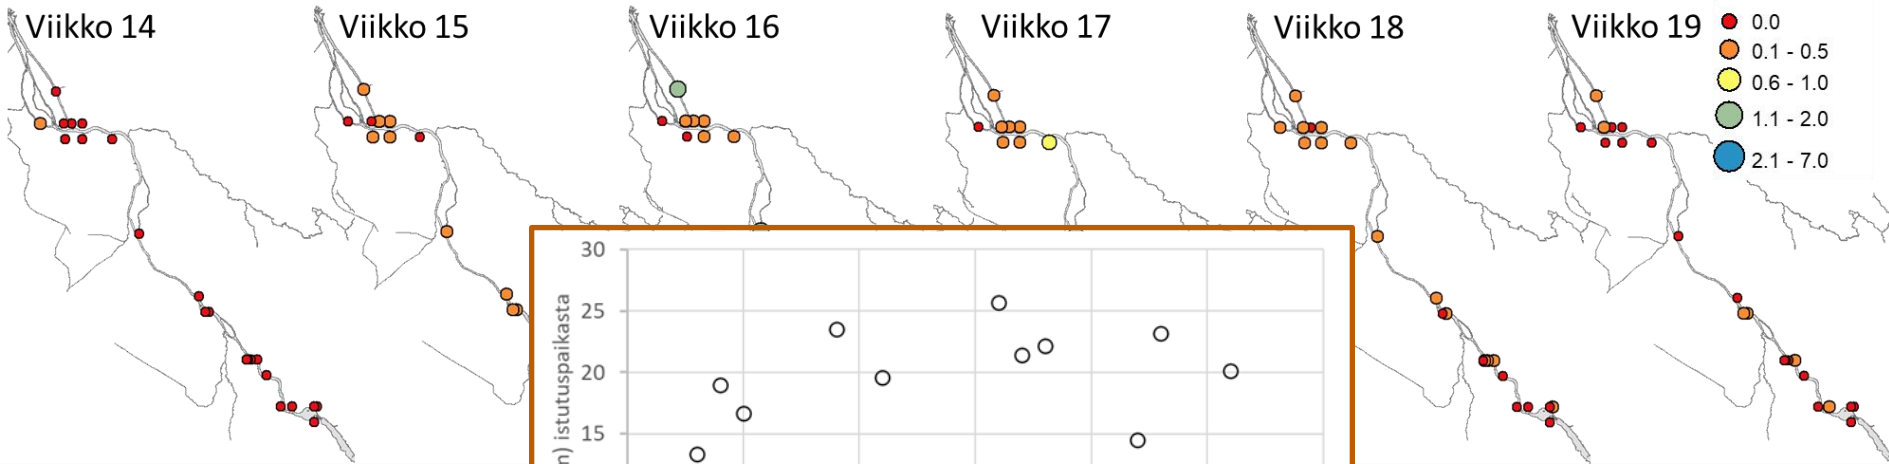 Viikko 14
Viikko 15
Viikko 16
Viikko 17
Viikko 18
Viikko 19
0.0
0.1 - 0.5
0.6 - 1.0
1.1 - 2.0
2.1 - 7.0
30
25
20
15
m) istutuspaikasta